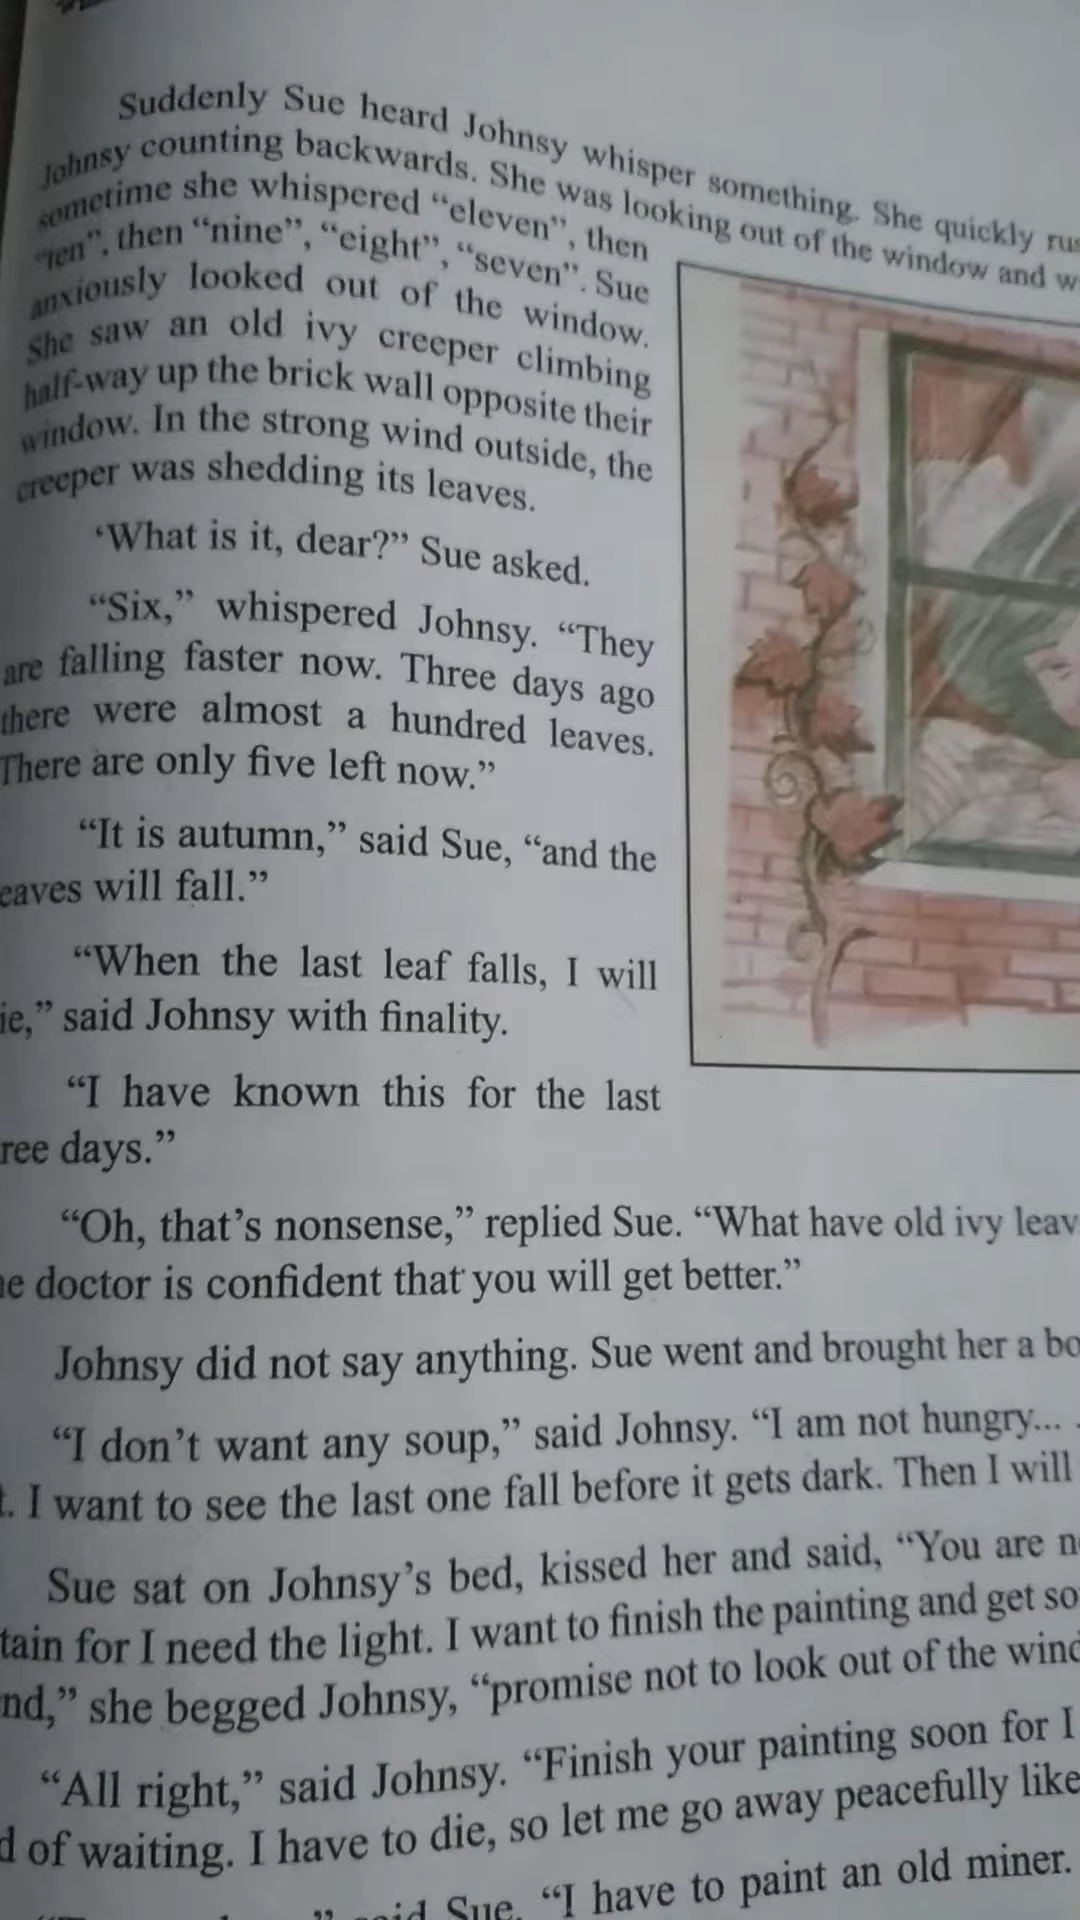 Suddenly Sue heard Johnsy whisper something. She quickly
Johnsy counting backwards. She was looking out of the window and
sometime she whispered “eleven”, then
“ten”, then “nine”, “eight”, “seven”. Sue
anxiously looked out of the window.
She saw an old ivy creeper climbing
half-way up the brick wall opposite their
window. In the strong wind outside, the
creeper was shedding its leaves.
‘What is it, dear?” Sue asked.
“Six,” whispered Johnsy. “They
are falling faster now. Three days ago
there were almost a hundred leaves.
There are only five left now.”
“It is autumn,” said Sue, “and the
eaves will fall.”
“When the last leaf falls, I will
ie,” said Johnsy with finality.
“I have known this for the last
ree days.”
“Oh, that’s nonsense,” replied Sue. “What have old ivy leav
e doctor is confident that you will get better.”
Johnsy did not say anything. Sue went and brought her a bo
“I don’t want any soup,” said Johnsy. “I am not hungry...
t. I want to see the last one fall before it gets dark. Then I will
Sue sat on Johnsy’s bed, kissed her and said, “You are n
tain for I need the light. I want to finish the painting and get so
nd,” she begged Johnsy, “promise not to look out of the wind
“All right,” said Johnsy. “Finish your painting soon for I
d of waiting. I have to die, so let me go away peacefully like
said Sue. “I have to paint an old miner.